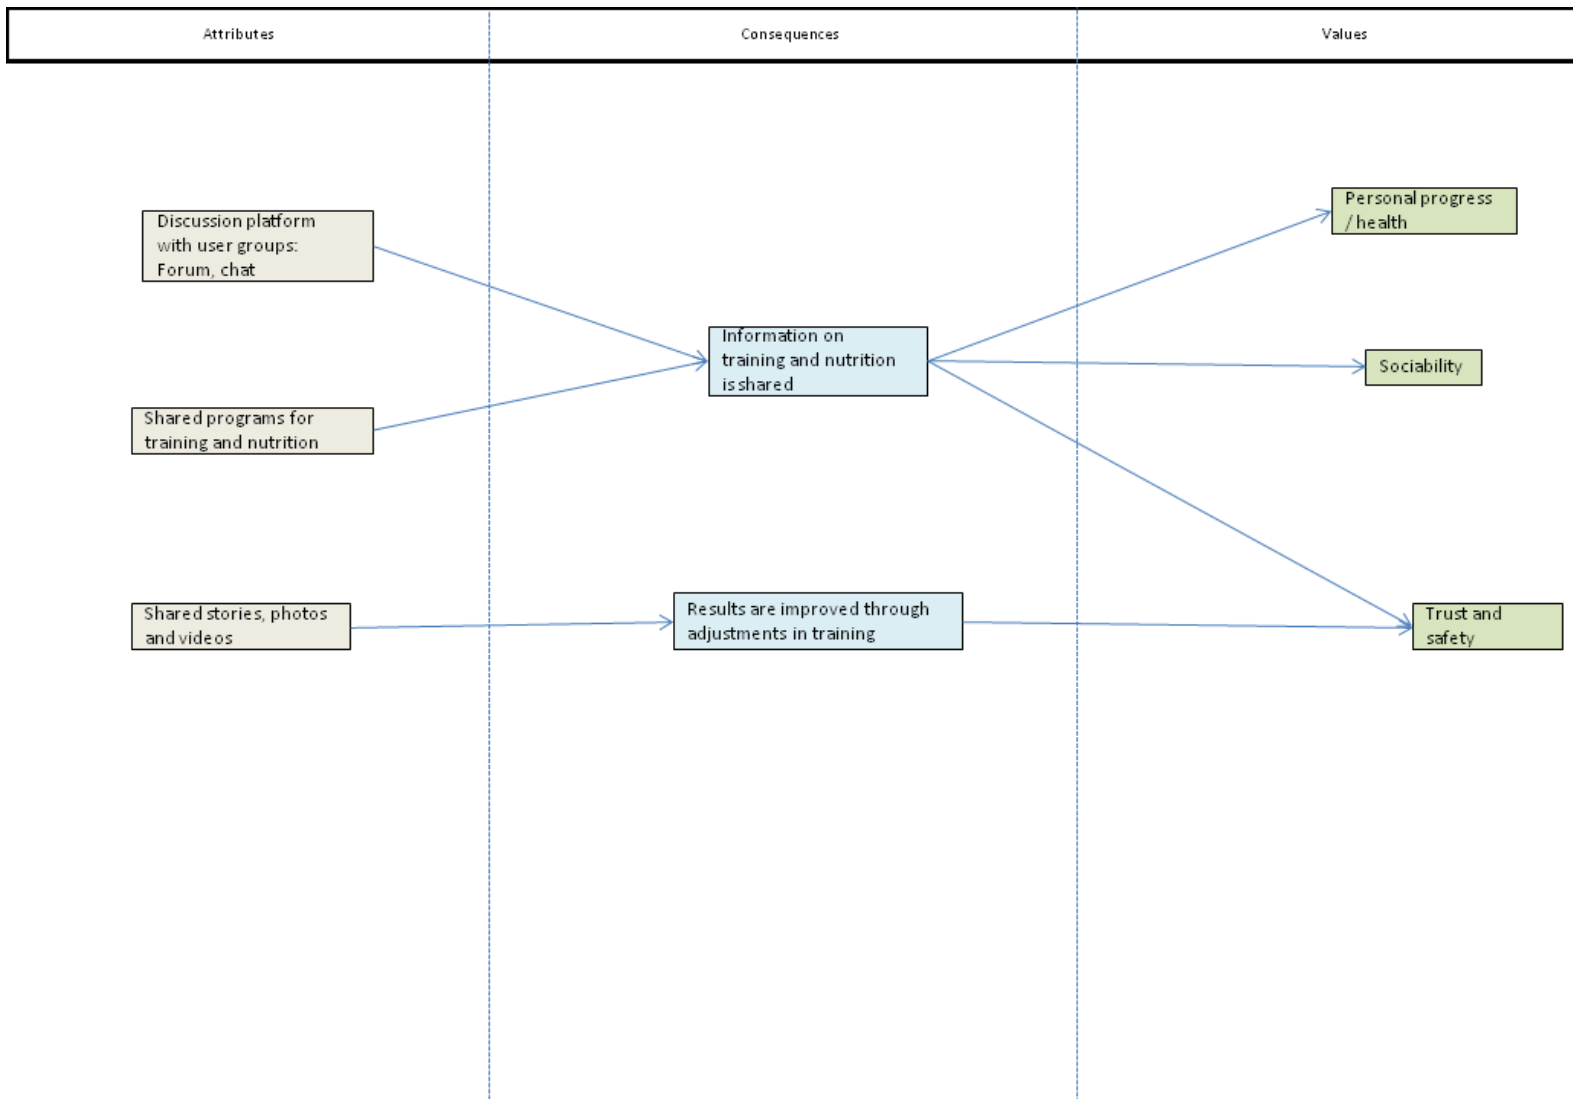 Attributes
Consequences
Values
Discussion platform
with user groups:
Forum, chat
Shared programs for
training and nutrition
Shared stories, photos
and videos
Information on
training and nutrition
is shared
Results are improved through
adjustments in training
Personal progress
/ health
Sociability
Trust and
safety